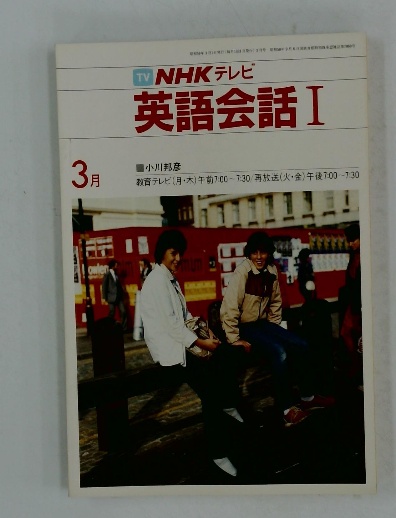 TV NHKテレビ
英語会話 I
3月
■小川邦彦
教育テレビ(月・木)午前7:00〜7:30/再放送(火・金)午後7:00〜7:30